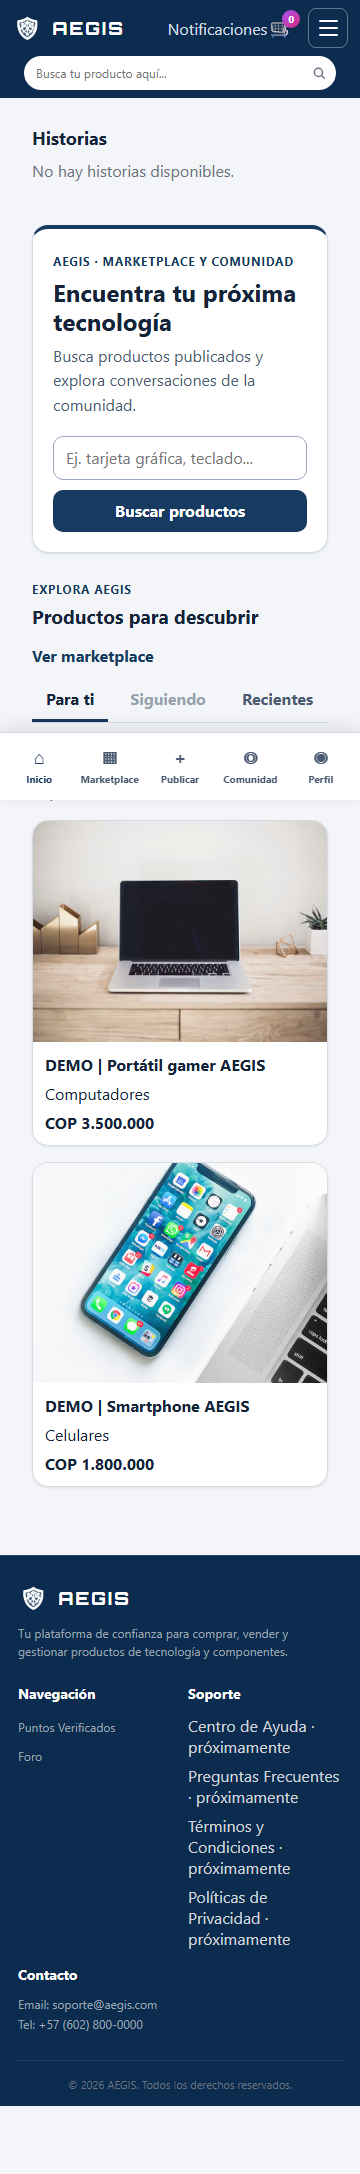 AEGIS
Notificaciones
0
Busca tu producto aquí...
Historias
No hay historias disponibles.
AEGIS · MARKETPLACE Y COMUNIDAD
Encuentra tu próxima
tecnología
Busca productos publicados y
explora conversaciones de la
comunidad.
Ej. tarjeta gráfica, teclado...
Buscar productos
EXPLORA AEGIS
Productos para descubrir
Ver marketplace
Para ti
Siguiendo
Recientes
Inicio
Marketplace
Publicar
Comunidad
Perfil
DEMO | Portátil gamer AEGIS
Computadores
COP 3.500.000
DEMO | Smartphone AEGIS
Celulares
COP 1.800.000
AEGIS
Tu plataforma de confianza para comprar, vender y
gestionar productos de tecnología y componentes.
Navegación
Puntos Verificados
Foro
Soporte
Centro de Ayuda ·
próximamente
Preguntas Frecuentes
· próximamente
Términos y
Condiciones ·
próximamente
Políticas de
Privacidad ·
próximamente
Contacto
Email: soporte@aegis.com
Tel: +57 (602) 800-0000
© 2026 AEGIS. Todos los derechos reservados.